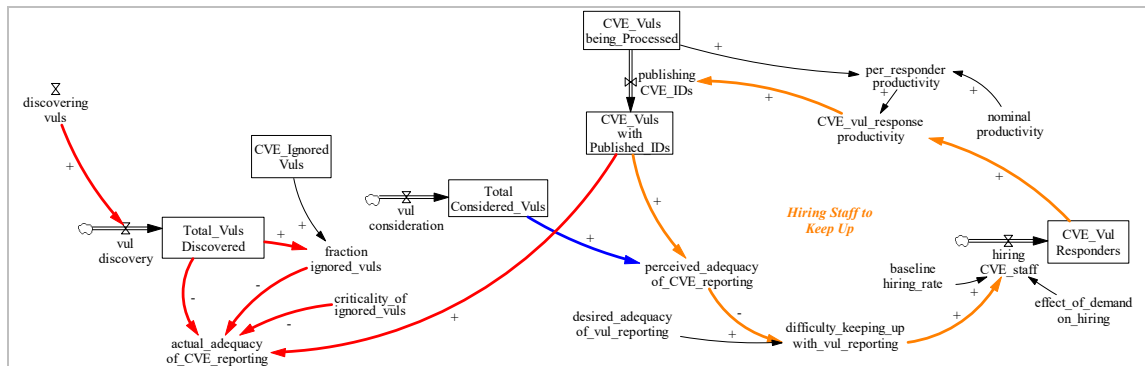 CVE_Vuls
being_Processed
+
publishing
CVE_IDs
per_responder
productivity
+
+
+
nominal
productivity
CVE_vul_response
productivity
discovering
vuls
+
CVE_Vuls
with
Published_IDs
CVE_Ignored
Vuls
+
Total
Considered_Vuls
vul
consideration
+
+
Hiring Staff to
Keep Up
+
CVE_Vul
Responders
hiring
CVE_staff
Total_Vuls
Discovered
vul
discovery
+
fraction
ignored_vuls
perceived_adequacy
of_CVE_reporting
baseline
hiring_rate
+
+
+
effect_of_demand
on_hiring
-
-
criticality_of
ignored_vuls
-
+
actual_adequacy
of_CVE_reporting
desired_adequacy
of_vul_reporting
+
-
difficulty_keeping_up
with_vul_reporting